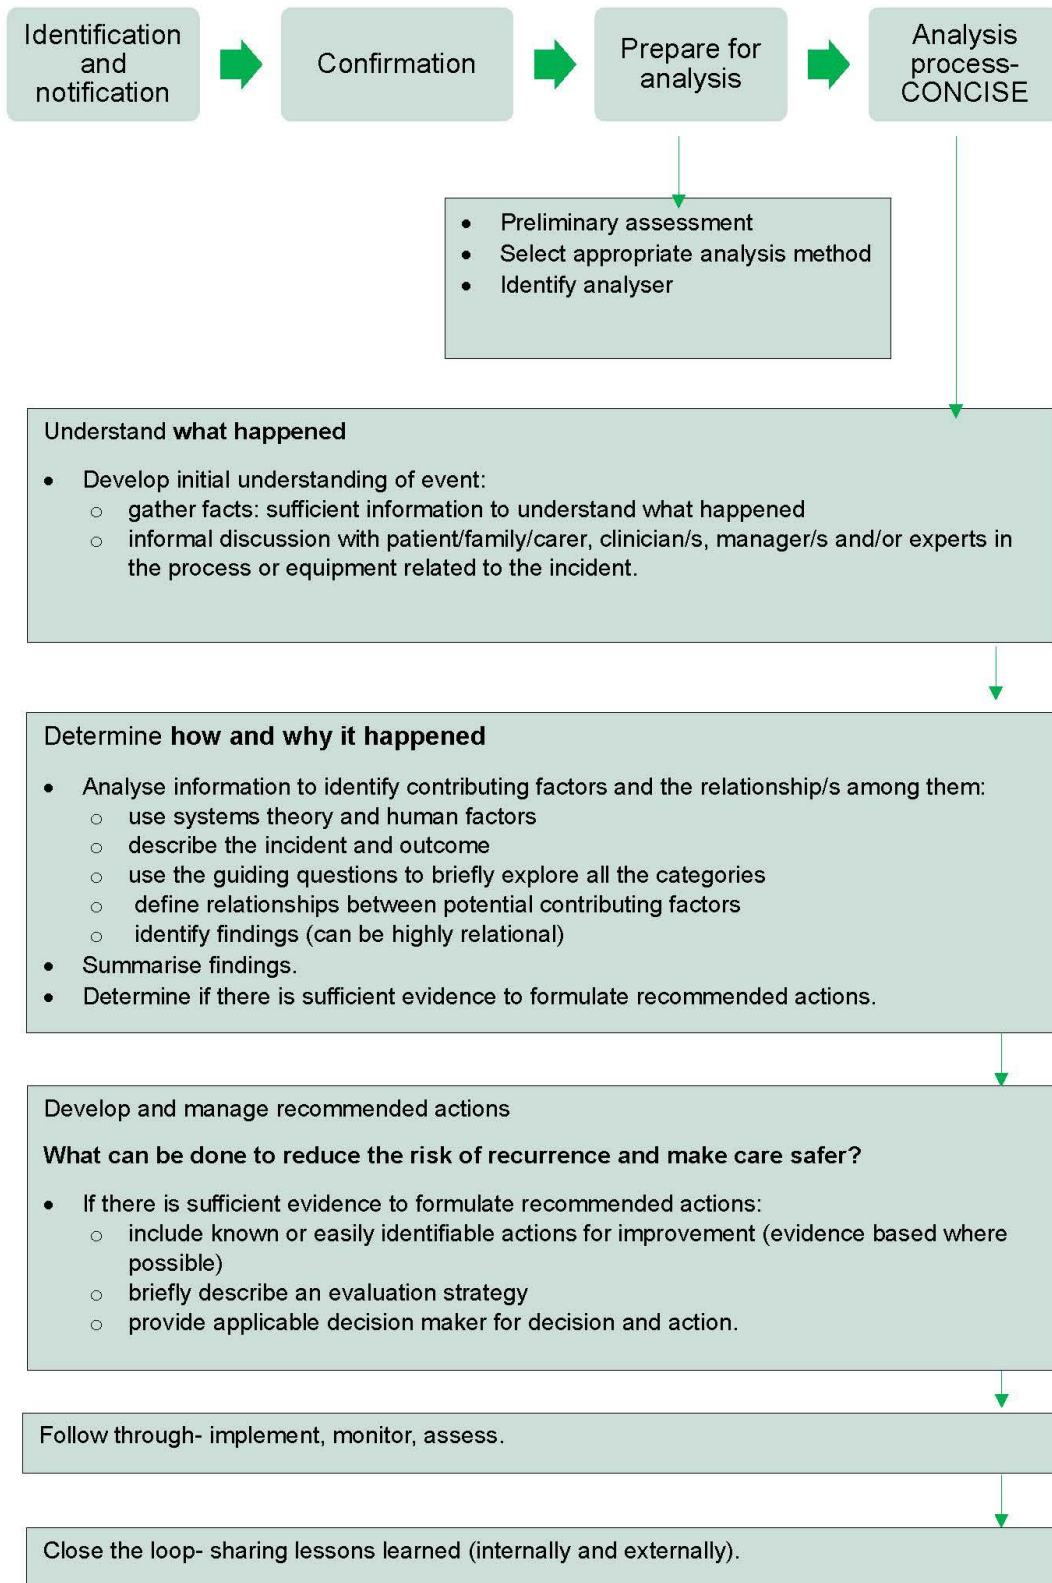 Identification
and
notification
Confirmation
Prepare for
analysis
Analysis
process-
CONCISE
• Preliminary assessment
• Select appropriate analysis method
• Identify analyser
Understand what happened
• Develop initial understanding of event:
o gather facts: sufficient information to understand what happened
o informal discussion with patient/family/carer, clinician/s, manager/s and/or experts in
the process or equipment related to the incident.
Determine how and why it happened
• Analyse information to identify contributing factors and the relationship/s among them:
o use systems theory and human factors
o describe the incident and outcome
o use the guiding questions to briefly explore all the categories
o define relationships between potential contributing factors
o identify findings (can be highly relational)
• Summarise findings.
• Determine if there is sufficient evidence to formulate recommended actions.
Develop and manage recommended actions
What can be done to reduce the risk of recurrence and make care safer?
• If there is sufficient evidence to formulate recommended actions:
o include known or easily identifiable actions for improvement (evidence based where
possible)
o briefly describe an evaluation strategy
o provide applicable decision maker for decision and action.
Follow through- implement, monitor, assess.
Close the loop- sharing lessons learned (internally and externally).